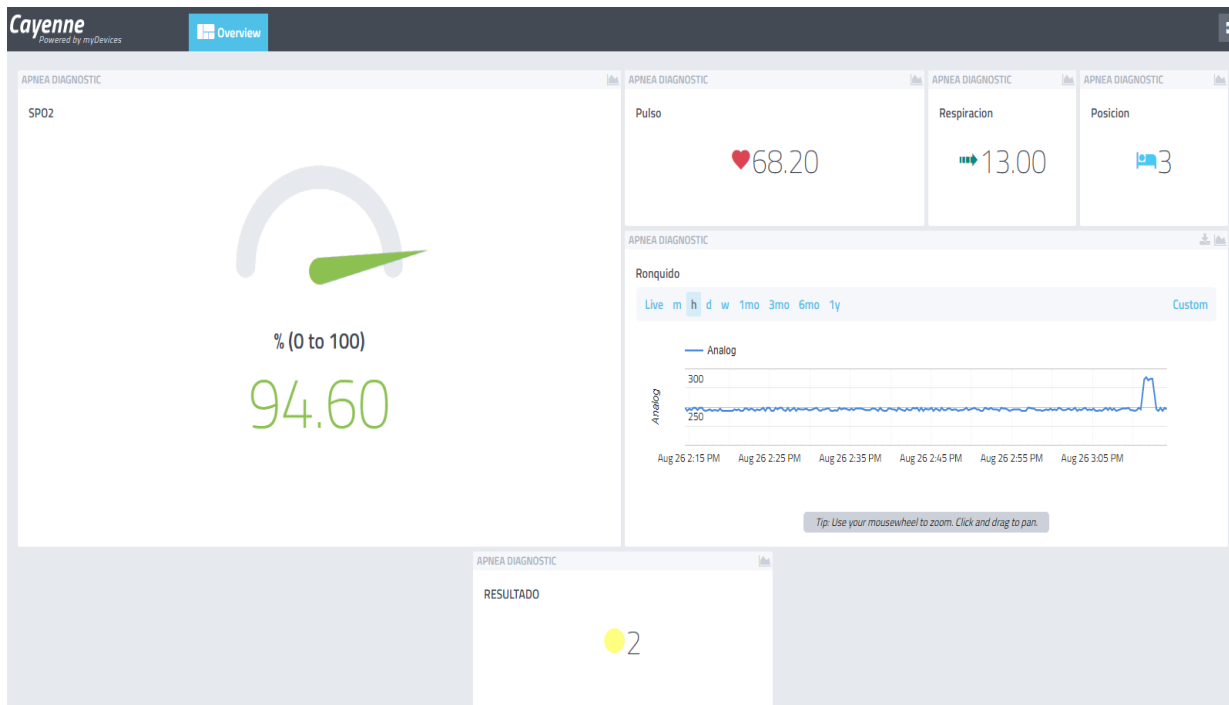 Cayenne
Powered by myDevices
Overview
APNEA DIAGNOSTIC
SPO2
% (0 to 100)
94.60
APNEA DIAGNOSTIC
Pulso
68.20
APNEA DIAGNOSTIC
Respiracion
13.00
APNEA DIAGNOSTIC
Posicion
3
APNEA DIAGNOSTIC
Ronquido
Live m h d w 1mo 3mo 6mo 1y Custom
Analog
Analog
300
250
Aug 26 2:15 PM Aug 26 2:25 PM Aug 26 2:35 PM Aug 26 2:45 PM Aug 26 2:55 PM Aug 26 3:05 PM
Tip: Use your mousewheel to zoom. Click and drag to pan.
APNEA DIAGNOSTIC
RESULTADO
2